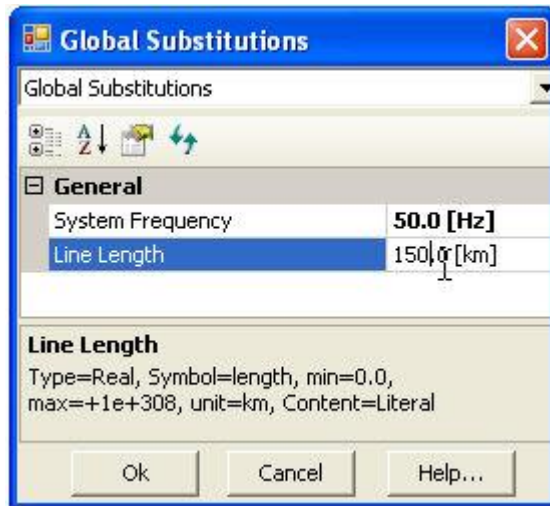 Global Substitutions
Global Substitutions
General
System Frequency 50.0 [Hz]
Line Length 150.0 [km]
Line Length
Type=Real, Symbol=length, min=0.0,
max=+1e+308, unit=km, Content=Literal
Ok Cancel Help...